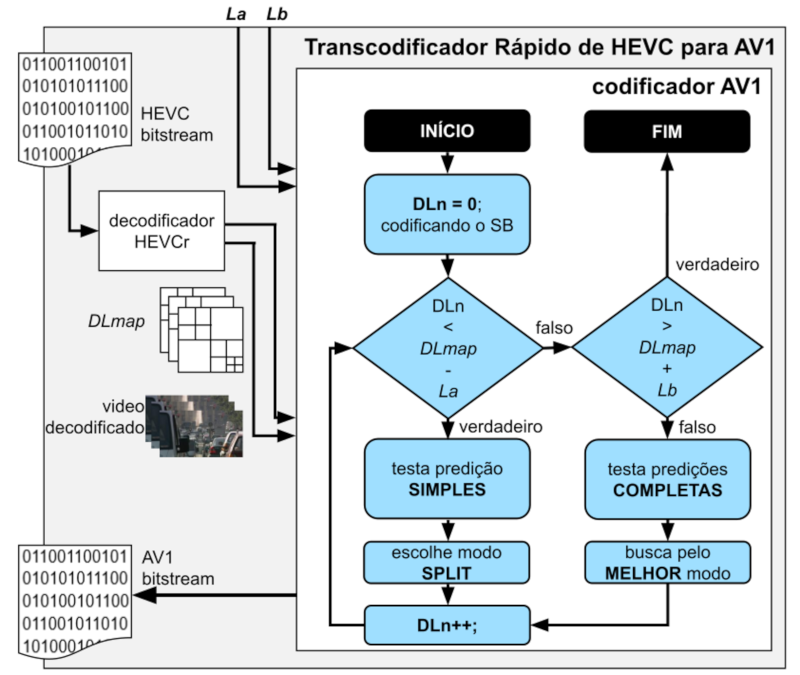 La Lb
Transcodificador Rápido de HEVC para AV1
codificador AV1
011001100101
010101011100
010100101100
011001011010
HEVC
bitstream
decodificador
HEVCr
DLmap
video
decodificado
011001100101
010101011100
010100101100
011001011010
AV1
bitstream
INÍCIO
DLn = 0;
codificando o SB
DLn
<
DLmap
-
La
falso
verdadeiro
testa predição
SIMPLES
escolhe modo
SPLIT
DLn++;
FIM
verdadeiro
DLn
>
DLmap
+
Lb
falso
testa predições
COMPLETAS
busca pelo
MELHOR modo